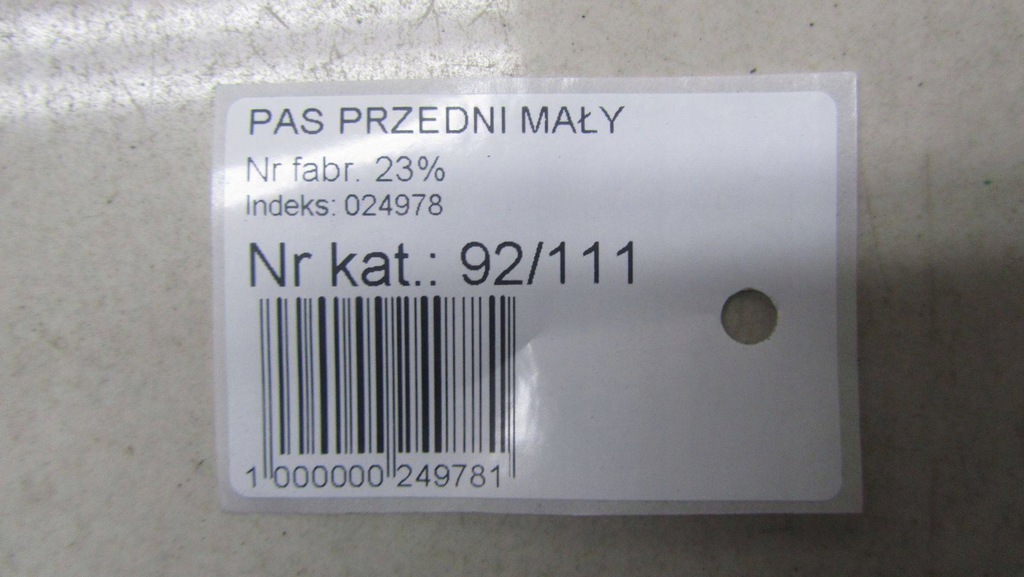 PAS PRZEDNI MAŁY
Nr fabr. 23%
Indeks: 024978
Nr kat.: 92/111
1 000000 249781